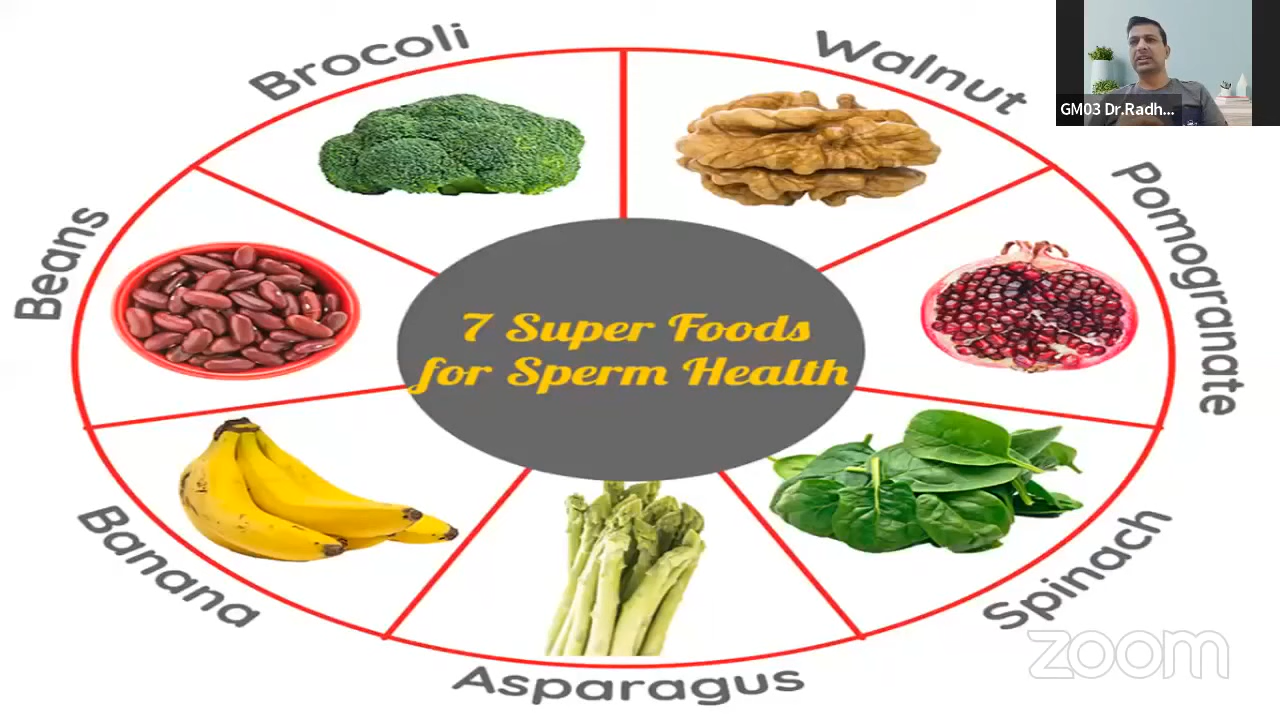 Brocoli
Walnut
GM03 Dr.Radh...
Pomogranate
Beans
7 Super Foods
for Sperm Health
Banana
Spinach
Asparagus
zoom